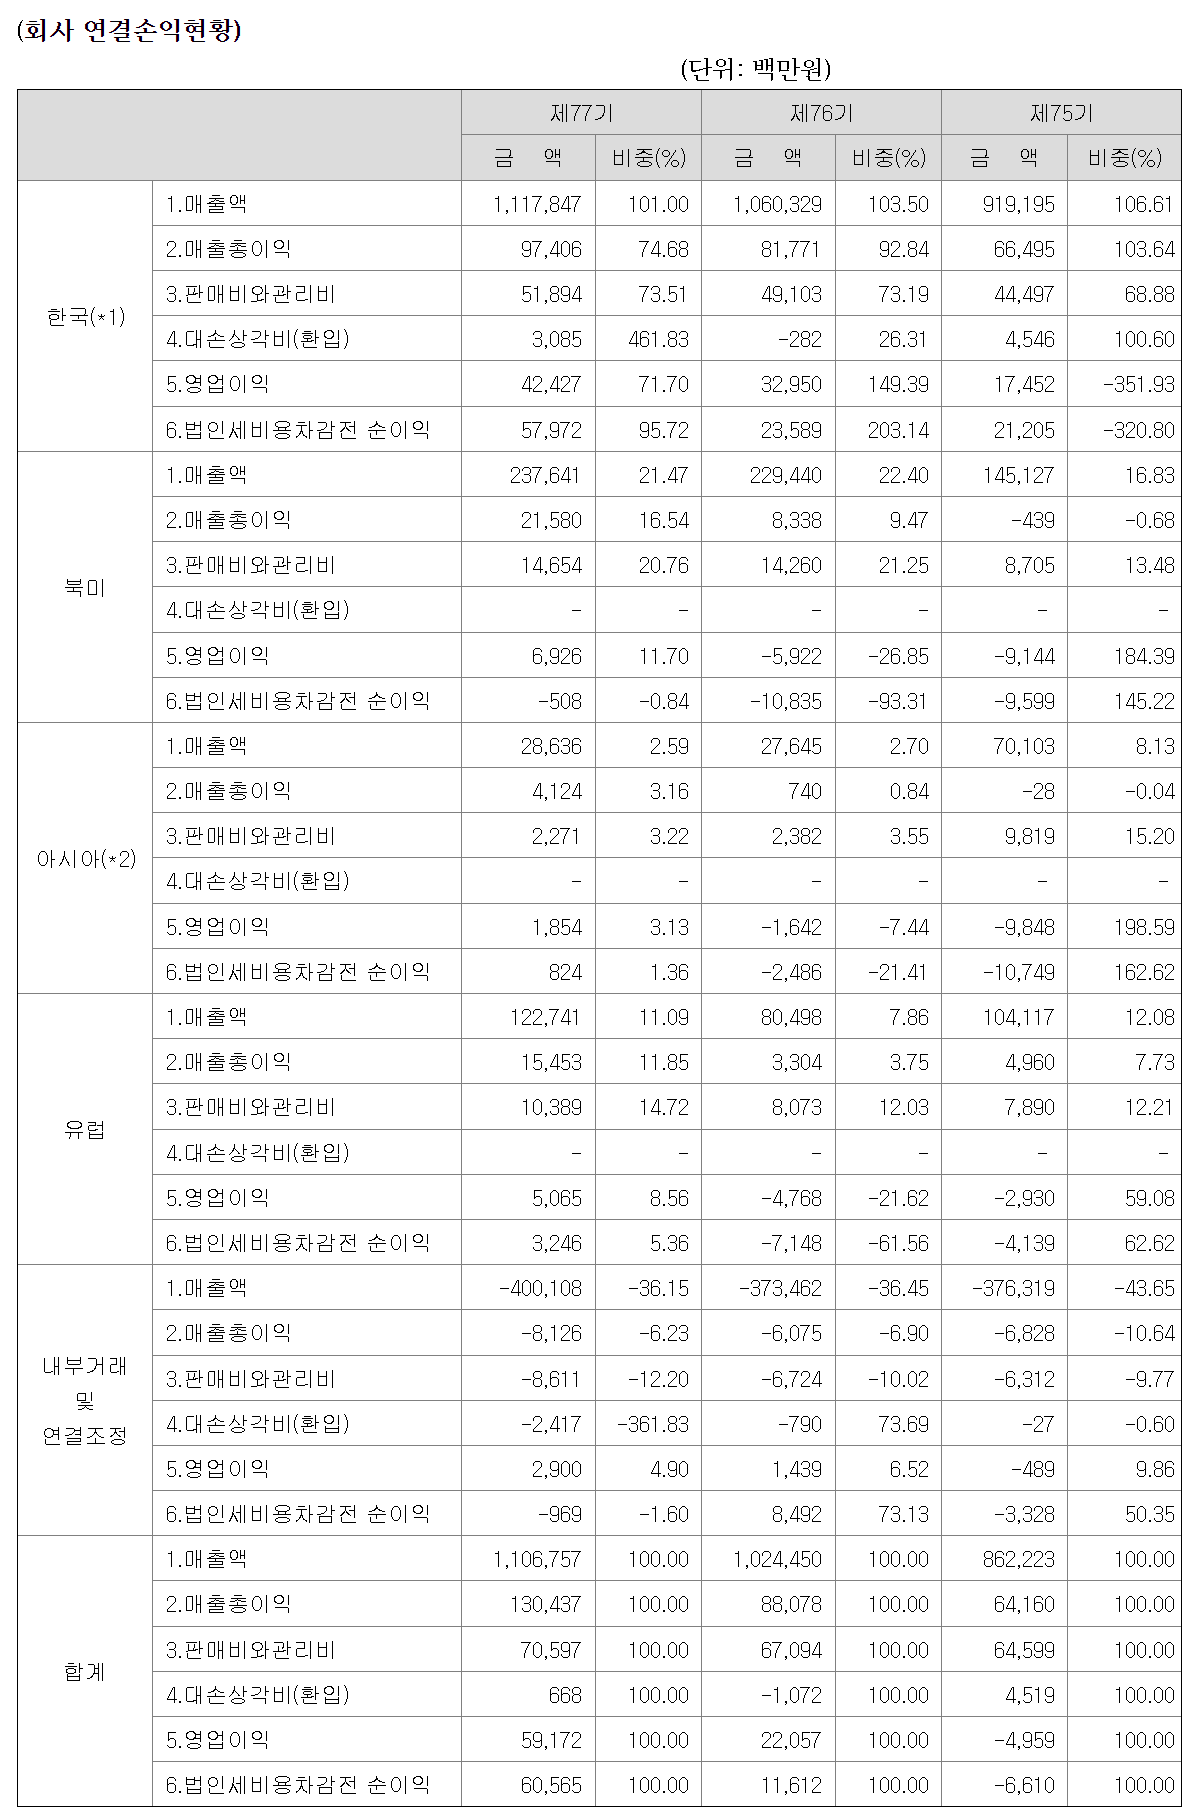 (회사 연결손익현황)
(단위: 백만원)
제77기 제76기 제75기
금 액 비중(%) 금 액 비중(%) 금 액 비중(%)
한국(*1)
1.매출액 1,117,847 101.00 1,060,329 103.50 919,195 106.61
2.매출총이익 97,406 74.68 81,771 92.84 66,495 103.64
3.판매비와관리비 51,894 73.51 49,103 73.19 44,497 68.88
4.대손상각비(환입) 3,085 461.83 -282 26.31 4,546 100.60
5.영업이익 42,427 71.70 32,950 149.39 17,452 -351.93
6.법인세비용차감전 순이익 57,972 95.72 23,589 203.14 21,205 -320.80
북미
1.매출액 237,641 21.47 229,440 22.40 145,127 16.83
2.매출총이익 21,580 16.54 8,338 9.47 -439 -0.68
3.판매비와관리비 14,654 20.76 14,260 21.25 8,705 13.48
4.대손상각비(환입) - - - - - -
5.영업이익 6,926 11.70 -5,922 -26.85 -9,144 184.39
6.법인세비용차감전 순이익 -508 -0.84 -10,835 -93.31 -9,599 145.22
아시아(*2)
1.매출액 28,636 2.59 27,645 2.70 70,103 8.13
2.매출총이익 4,124 3.16 740 0.84 -28 -0.04
3.판매비와관리비 2,271 3.22 2,382 3.55 9,819 15.20
4.대손상각비(환입) - - - - - -
5.영업이익 1,854 3.13 -1,642 -7.44 -9,848 198.59
6.법인세비용차감전 순이익 824 1.36 -2,486 -21.41 -10,749 162.62
유럽
1.매출액 122,741 11.09 80,498 7.86 104,117 12.08
2.매출총이익 15,453 11.85 3,304 3.75 4,960 7.73
3.판매비와관리비 10,389 14.72 8,073 12.03 7,890 12.21
4.대손상각비(환입) - - - - - -
5.영업이익 5,065 8.56 -4,768 -21.62 -2,930 59.08
6.법인세비용차감전 순이익 3,246 5.36 -7,148 -61.56 -4,139 62.62
내부거래
및
연결조정
1.매출액 -400,108 -36.15 -373,462 -36.45 -376,319 -43.65
2.매출총이익 -8,126 -6.23 -6,075 -6.90 -6,828 -10.64
3.판매비와관리비 -8,611 -12.20 -6,724 -10.02 -6,312 -9.77
4.대손상각비(환입) -2,417 -361.83 -790 73.69 -27 -0.60
5.영업이익 2,900 4.90 1,439 6.52 -489 9.86
6.법인세비용차감전 순이익 -969 -1.60 8,492 73.13 -3,328 50.35
합계
1.매출액 1,106,757 100.00 1,024,450 100.00 862,223 100.00
2.매출총이익 130,437 100.00 88,078 100.00 64,160 100.00
3.판매비와관리비 70,597 100.00 67,094 100.00 64,599 100.00
4.대손상각비(환입) 668 100.00 -1,072 100.00 4,519 100.00
5.영업이익 59,172 100.00 22,057 100.00 -4,959 100.00
6.법인세비용차감전 순이익 60,565 100.00 11,612 100.00 -6,610 100.00